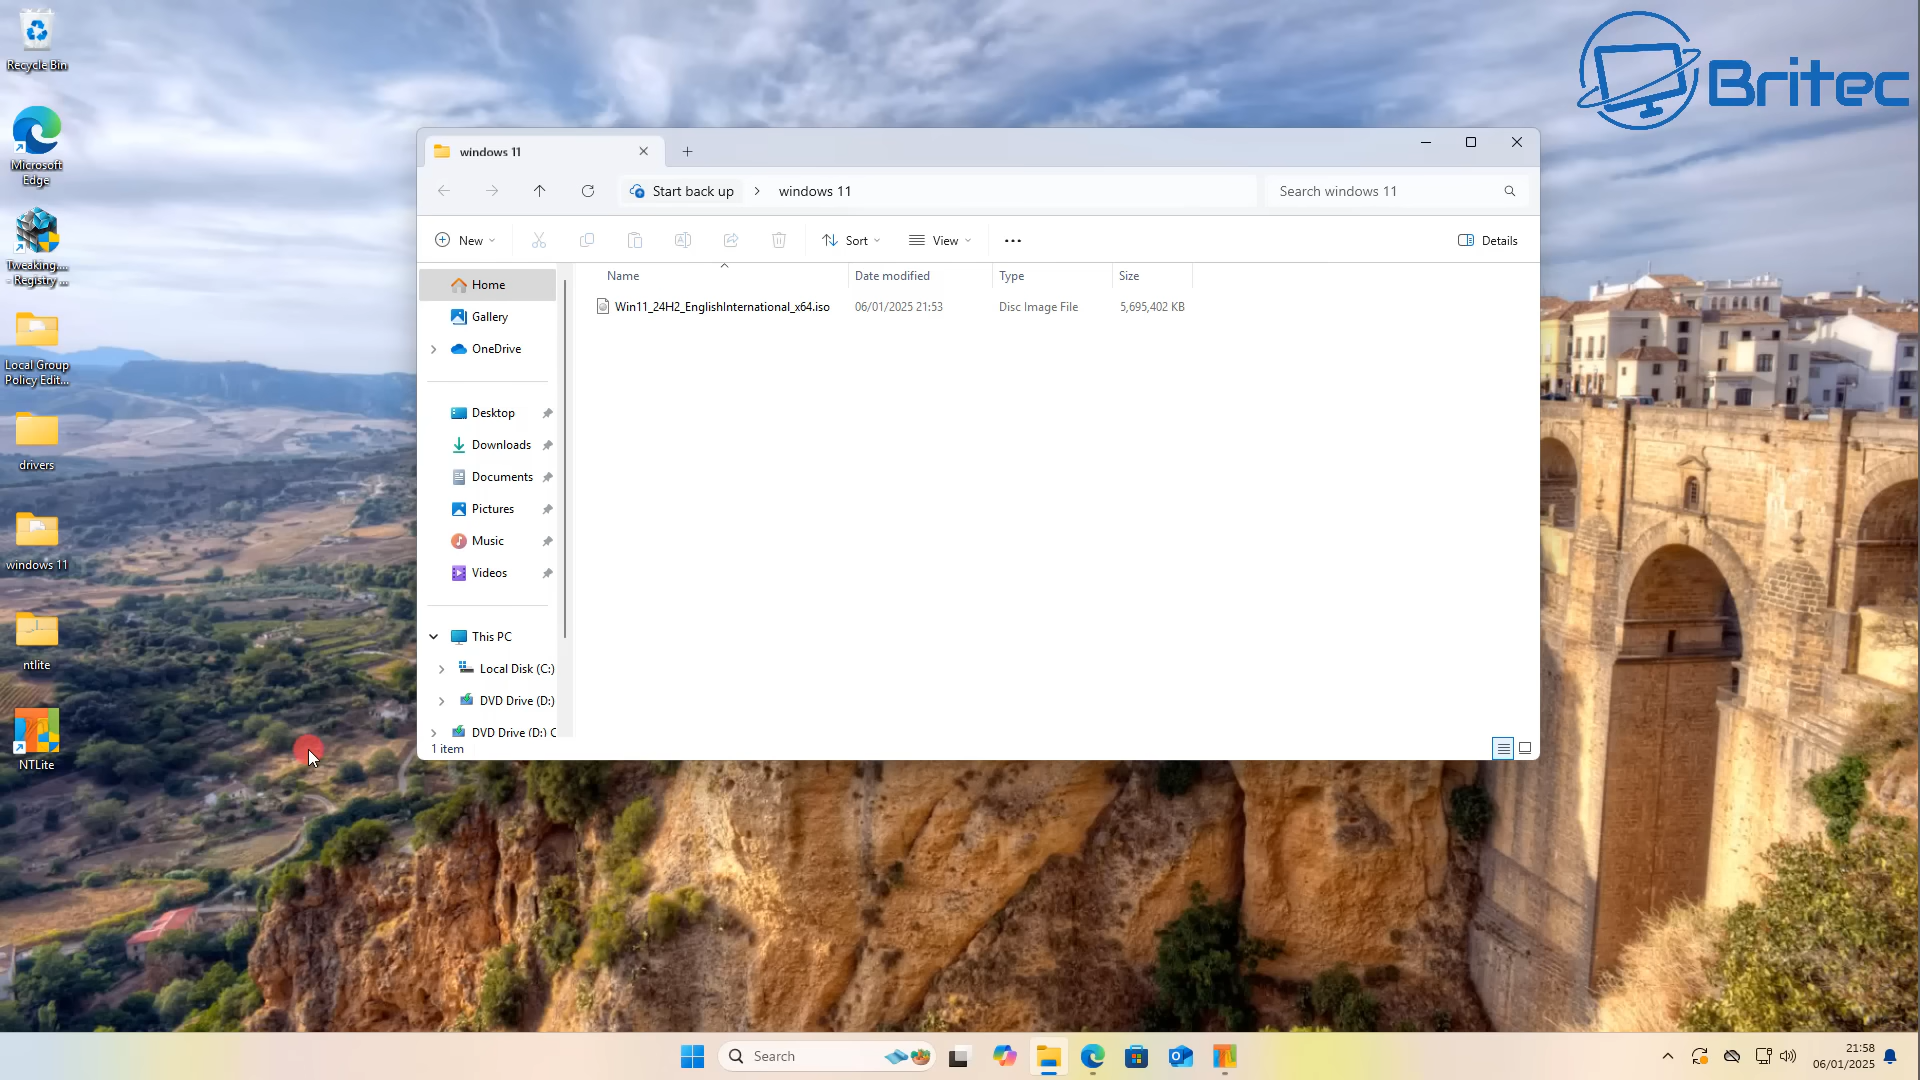 Recycle Bin
Microsoft
Edge
Tweaking....
- Registry ...
Local Group
Policy Edit...
drivers
windows 11
ntlite
NTLite
Britec
windows 11
Start back up
windows 11
Search windows 11
New
Sort
View
Details
Name
Date modified
Type
Size
Win11_24H2_EnglishInternational_x64.iso
06/01/2025 21:53
Disc Image File
5,695,402 KB
Home
Gallery
OneDrive
Desktop
Downloads
Documents
Pictures
Music
Videos
This PC
Local Disk (C:)
DVD Drive (D:)
DVD Drive (D:) C
1 item
Search
21:58
06/01/2025